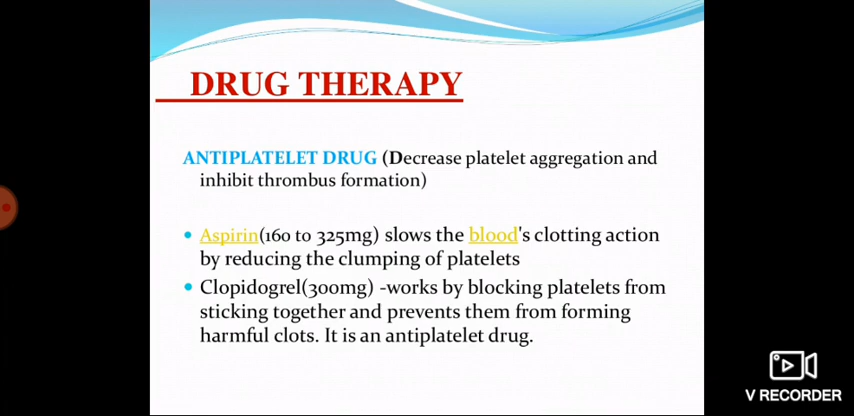 DRUG THERAPY
ANTIPLATELET DRUG (Decrease platelet aggregation and
inhibit thrombus formation)
• Aspirin(160 to 325mg) slows the blood's clotting action
by reducing the clumping of platelets
• Clopidogrel(300mg) -works by blocking platelets from
sticking together and prevents them from forming
harmful clots. It is an antiplatelet drug.
V RECORDER